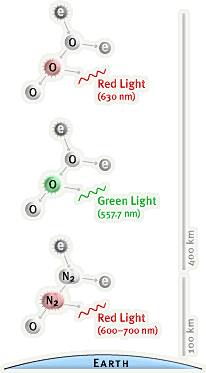 e
O
e
O
O
Red Light
(630 nm)
e
O
e
O
O
Green Light
(557.7 nm)
400 km
e
N₂
e
N₂
O
Red Light
(600–700 nm)
100 km
EARTH